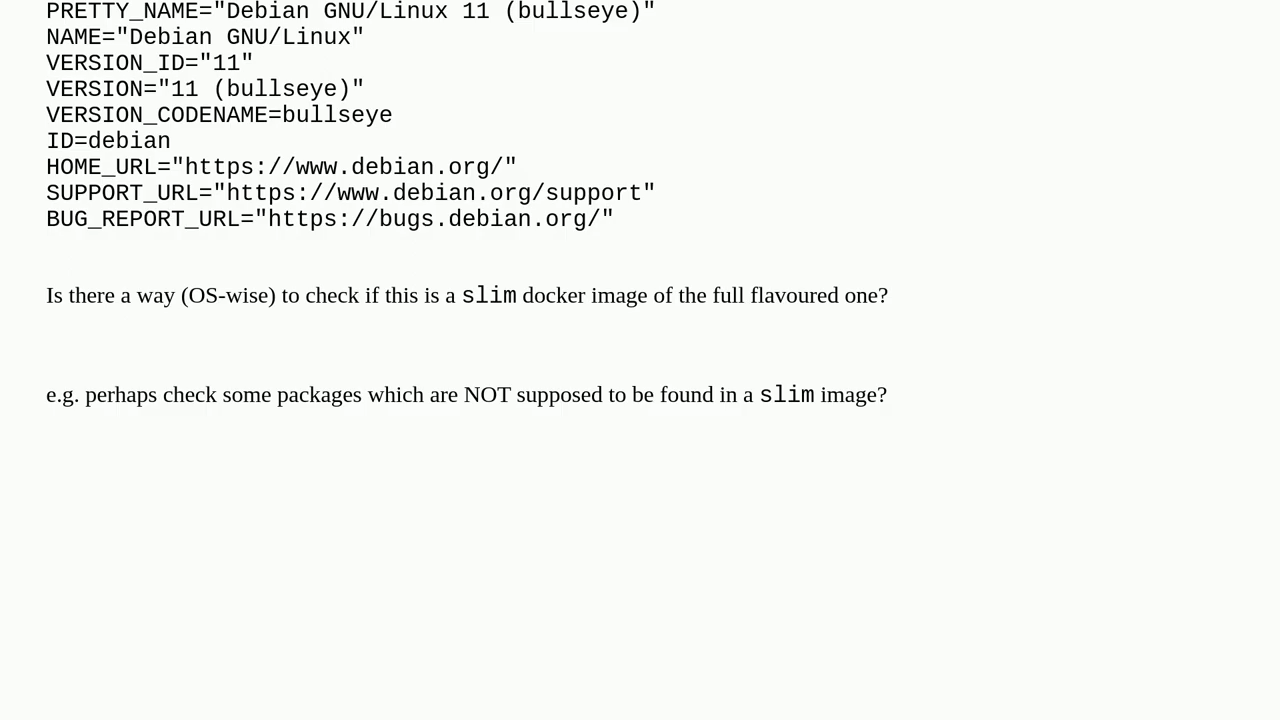 PRETTY_NAME="Debian GNU/Linux 11 (bullseye)"
NAME="Debian GNU/Linux"
VERSION_ID="11"
VERSION="11 (bullseye)"
VERSION_CODENAME=bullseye
ID=debian
HOME_URL="https://www.debian.org/"
SUPPORT_URL="https://www.debian.org/support"
BUG_REPORT_URL="https://bugs.debian.org/"
Is there a way (OS-wise) to check if this is a slim docker image of the full flavoured one?
e.g. perhaps check some packages which are NOT supposed to be found in a slim image?